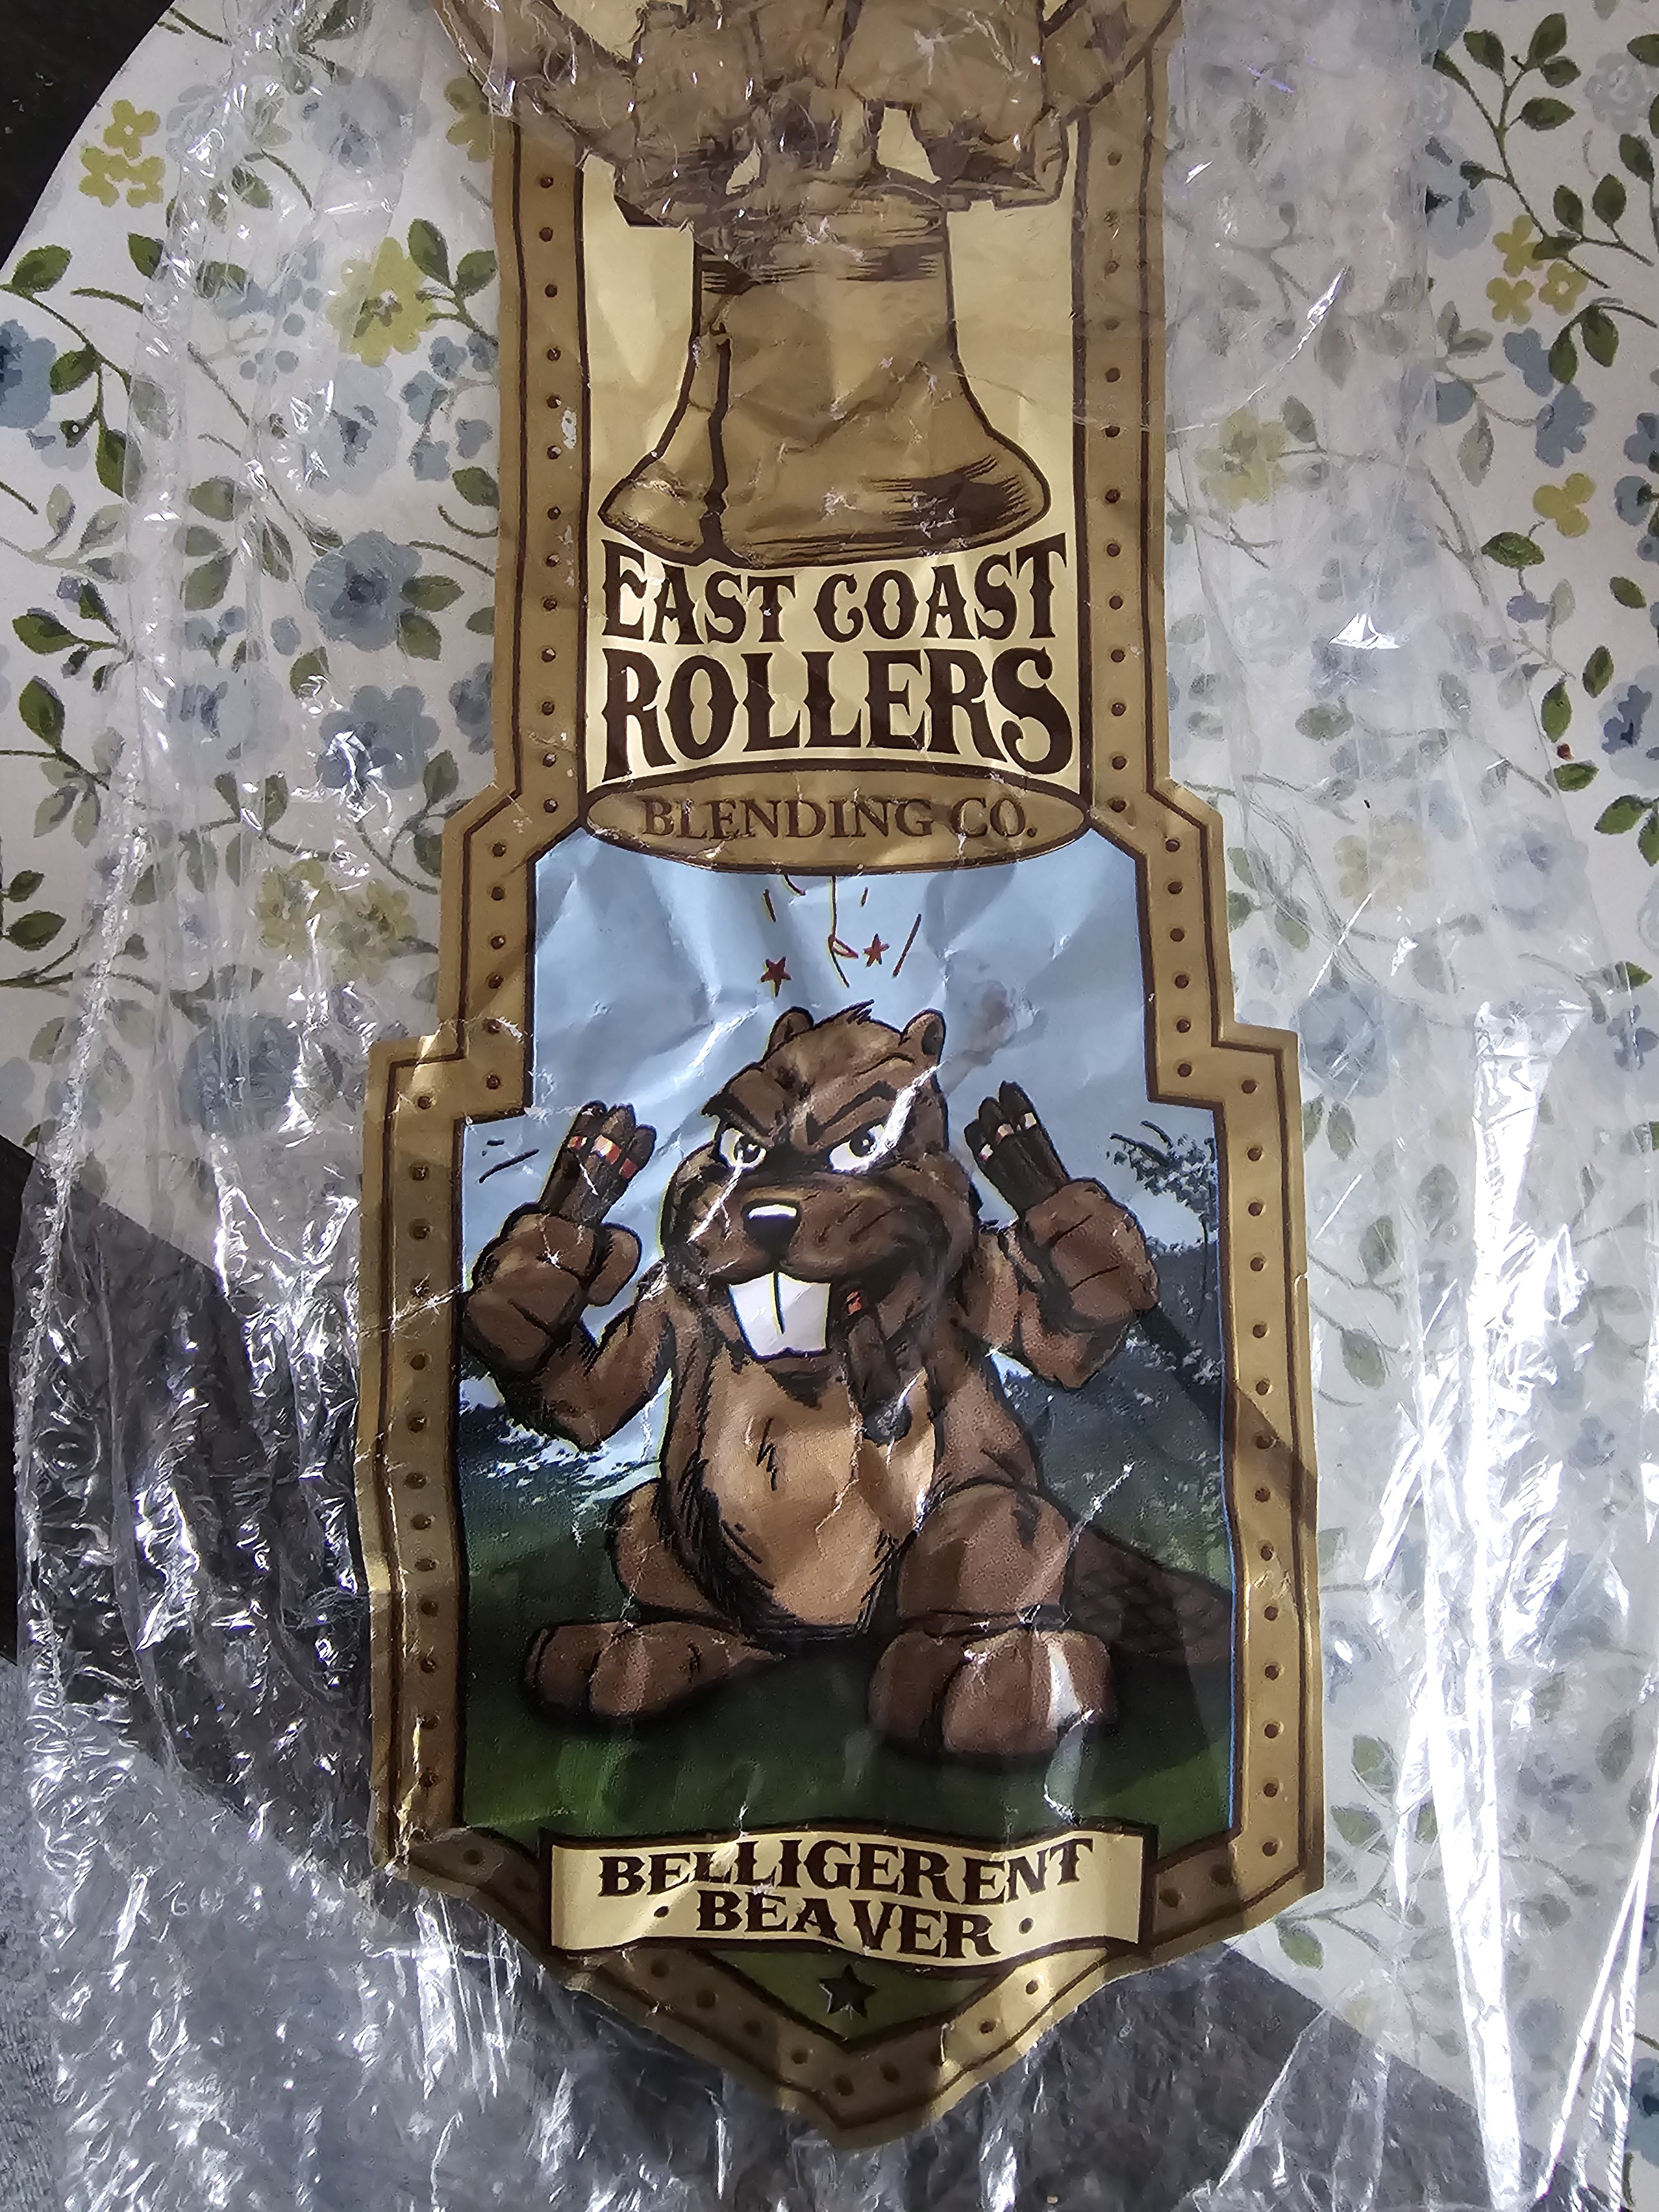 EAST COAST
ROLLERS
BLENDING CO.
BELLIGERENT
• BEAVER •